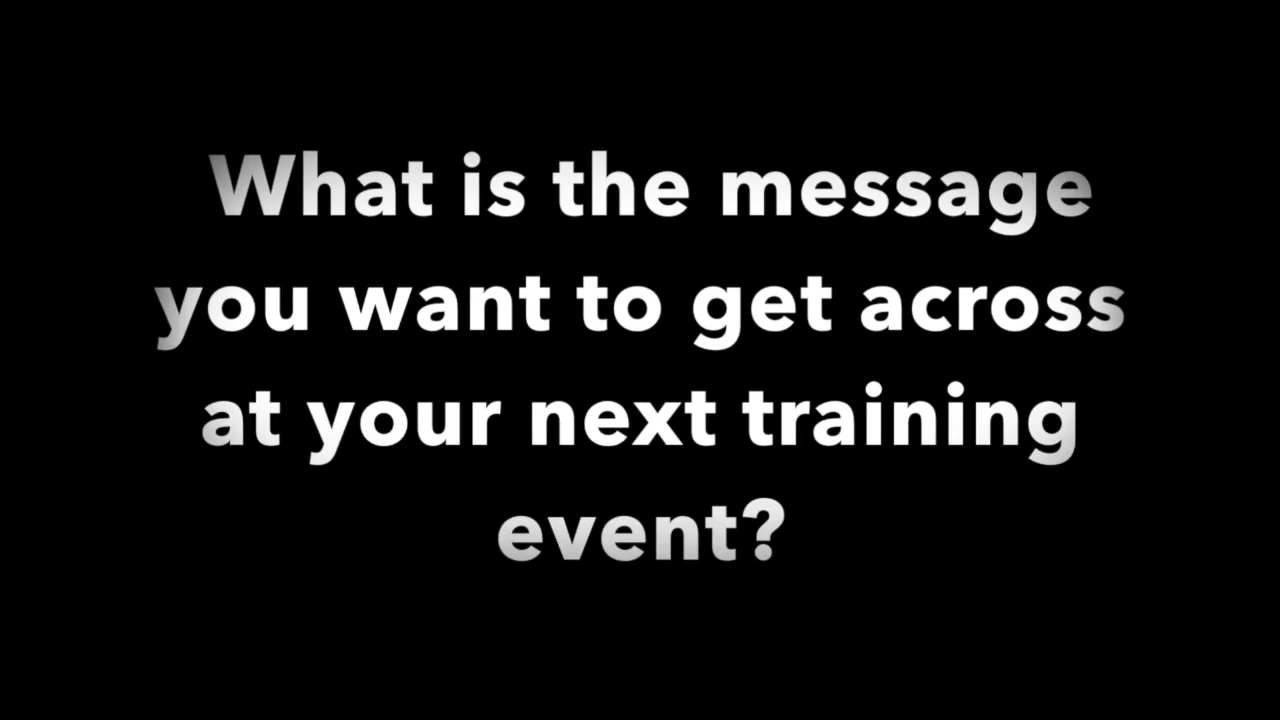 What is the message
you want to get across
at your next training
event?